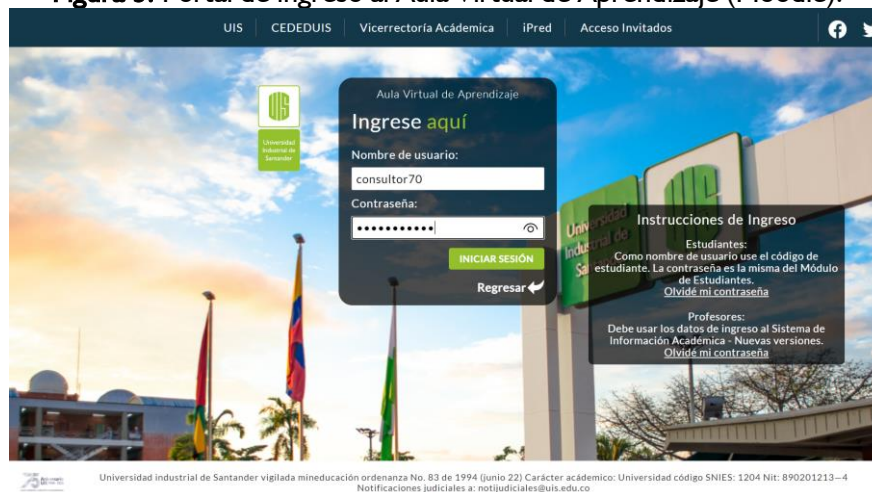 Figura 5. Portal de ingreso al Aula Virtual de Aprendizaje (Moodle).
UIS CEDEDUIS Vicerrectoría Académica iPred Acceso Invitados
Aula Virtual de Aprendizaje
Ingrese aquí
Universidad
Industrial de
Santander
Nombre de usuario:
consultor70
Contraseña:
•••••••••••
INICIAR SESIÓN
Regresar
Universidad
Industrial de
Instrucciones de Ingreso
Estudiantes:
Como nombre de usuario use el código de
estudiante. La contraseña es la misma del Módulo
de Estudiantes.
Olvidé mi contraseña
Profesores:
Debe usar los datos de ingreso al Sistema de
Información Académica - Nuevas versiones.
Olvidé mi contraseña
Universidad industrial de Santander vigilada mineducación ordenanza No. 83 de 1994 (junio 22) Carácter académico: Universidad código SNIES: 1204 Nit: 890201213—4
Notificaciones judiciales a: notijudiciales@uis.edu.co